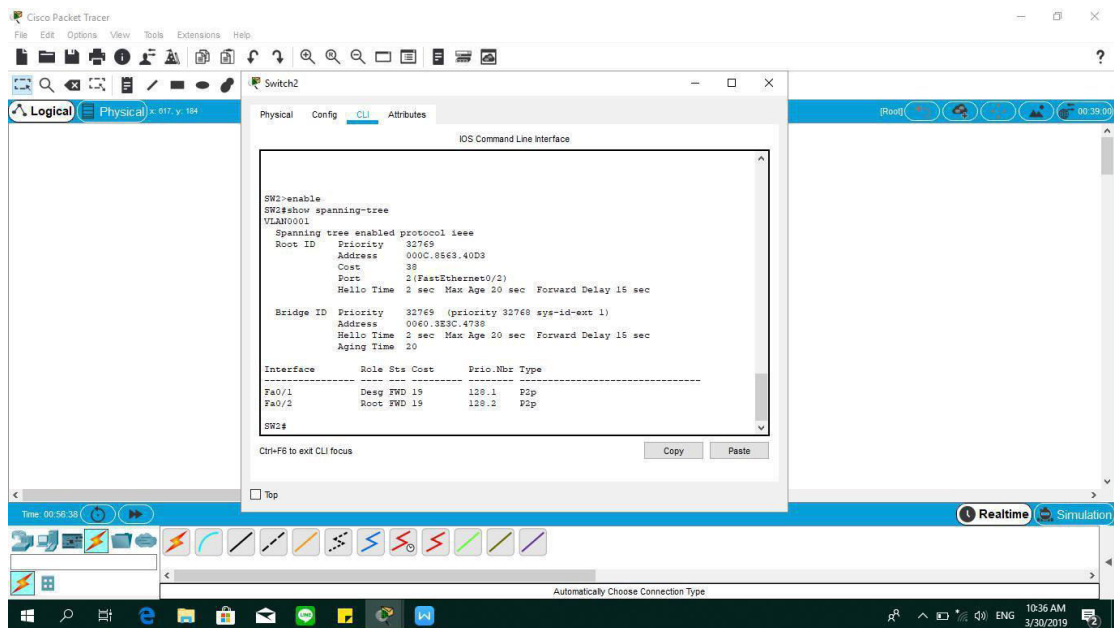 Cisco Packet Tracer
File Edit Options View Tools Extensions Help
?
Switch2
Logical Physical x: 817, y: 184
[Root] 00:39:00
Physical Config CLI Attributes
IOS Command Line Interface
SW2>enable
SW2#show spanning-tree
VLAN0001
Spanning tree enabled protocol ieee
Root ID Priority 32769
Address 000C.8563.40D3
Cost 38
Port 2(FastEthernet0/2)
Hello Time 2 sec Max Age 20 sec Forward Delay 15 sec
Bridge ID Priority 32769 (priority 32768 sys-id-ext 1)
Address 0060.3E3C.4738
Hello Time 2 sec Max Age 20 sec Forward Delay 15 sec
Aging Time 20
Interface Role Sts Cost Prio.Nbr Type
---------------- ---- --- --------- -------- --------------------------------
Fa0/1 Desg FWD 19 128.1 P2p
Fa0/2 Root FWD 19 128.2 P2p
SW2#
Ctrl+F6 to exit CLI focus
Copy Paste
Top
Time: 00:56:38
Realtime Simulation
Automatically Choose Connection Type
ENG
10:36 AM
3/30/2019